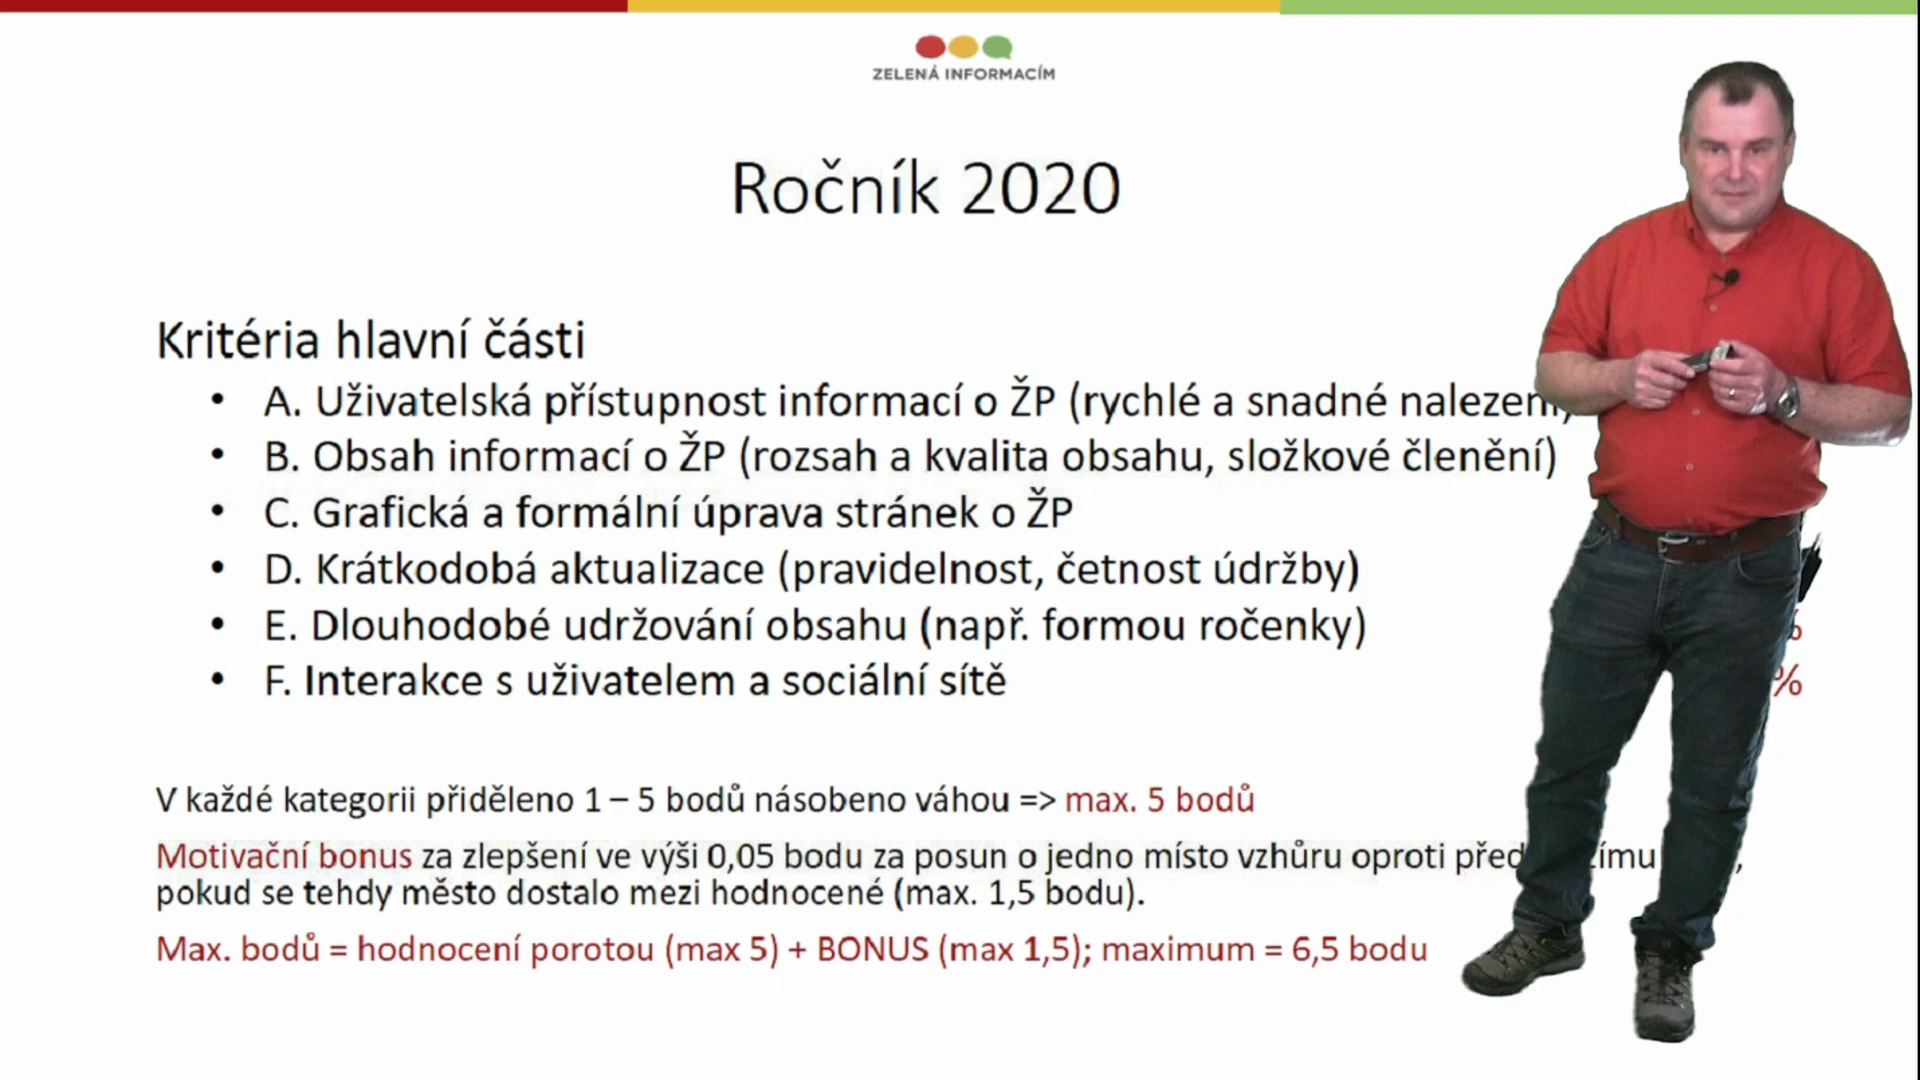 ZELENÁ INFORMACÍM
Ročník 2020
Kritéria hlavní části
• A. Uživatelská přístupnost informací o ŽP (rychlé a snadné
• B. Obsah informací o ŽP (rozsah a kvalita obsahu, složkové členění)
• C. Grafická a formální úprava stránek o ŽP
• D. Krátkodobá aktualizace (pravidelnost, četnost údržby)
• E. Dlouhodobé udržování obsahu (např. formou ročenky) %
• F. Interakce s uživatelem a sociální sítě %
V každé kategorii přiděleno 1 – 5 bodů násobeno váhou => max. 5 bodů
Motivační bonus za zlepšení ve výši 0,05 bodu za posun o jedno místo vzhůru oproti
pokud se tehdy město dostalo mezi hodnocené (max. 1,5 bodu).
Max. bodů = hodnocení porotou (max 5) + BONUS (max 1,5); maximum = 6,5 bodu